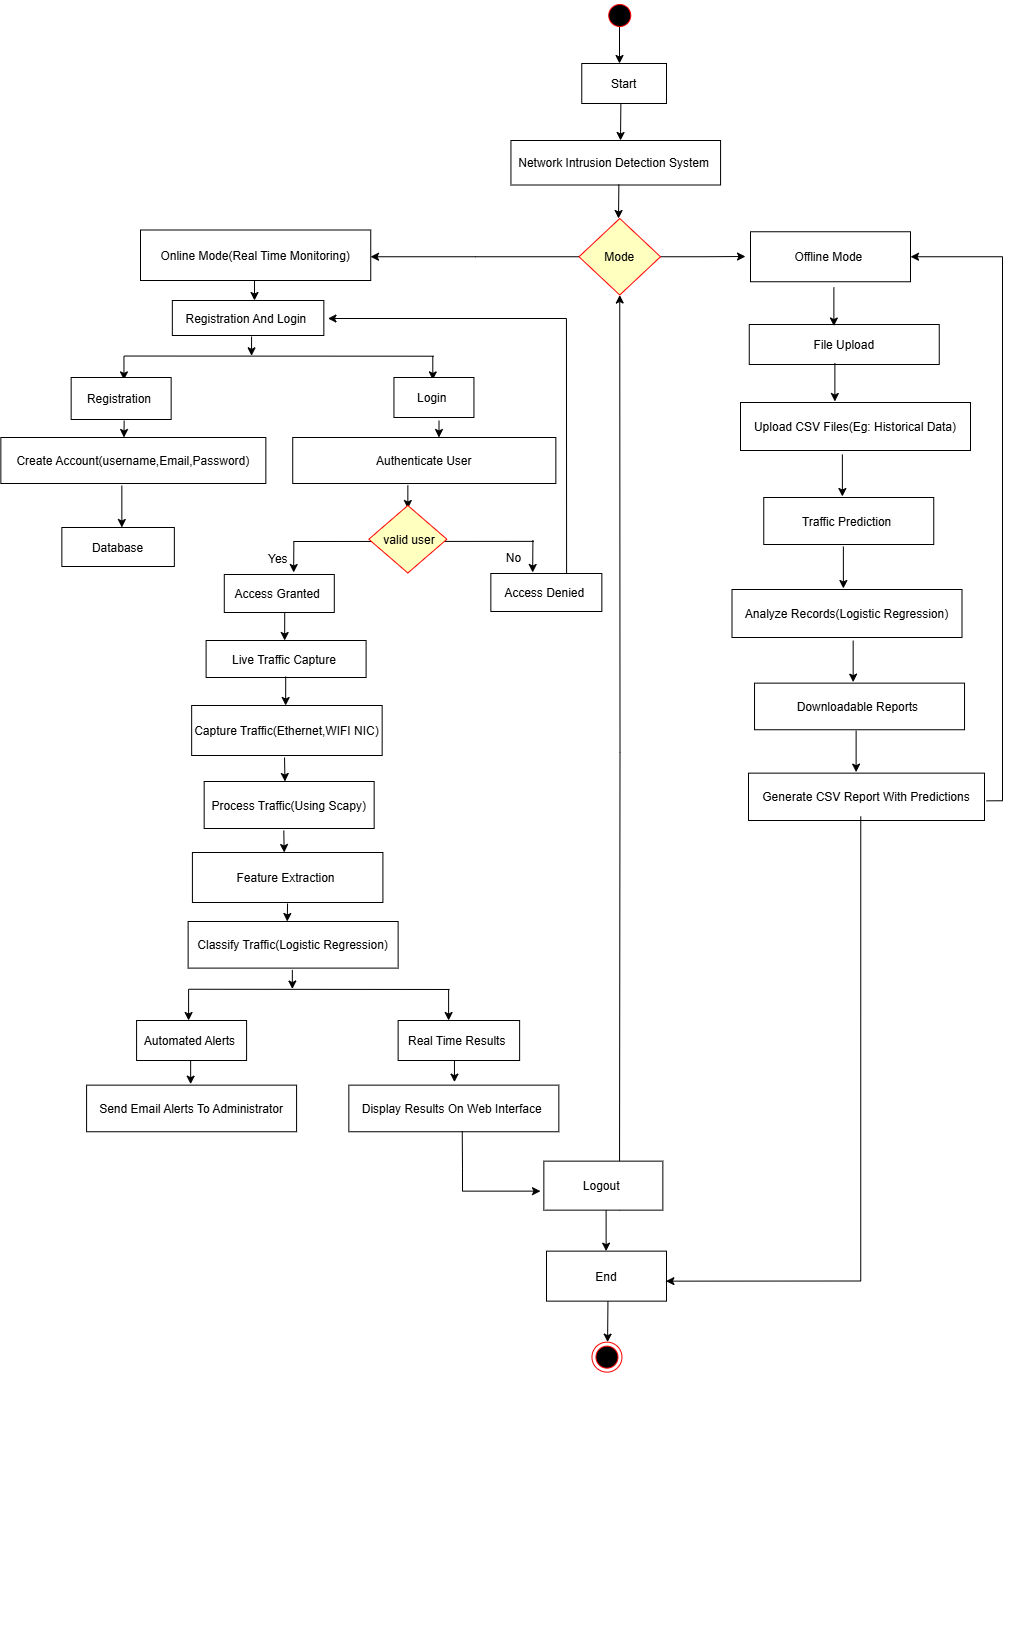 Start
Network Intrusion Detection System
Mode
Online Mode(Real Time Monitoring)
Offline Mode
Registration And Login
File Upload
Registration
Login
Upload CSV Files(Eg: Historical Data)
Create Account(username,Email,Password)
Authenticate User
Traffic Prediction
Database
valid user
Yes
No
Access Granted
Access Denied
Analyze Records(Logistic Regression)
Live Traffic Capture
Downloadable Reports
Capture Traffic(Ethernet,WIFI NIC)
Generate CSV Report With Predictions
Process Traffic(Using Scapy)
Feature Extraction
Classify Traffic(Logistic Regression)
Automated Alerts
Real Time Results
Send Email Alerts To Administrator
Display Results On Web Interface
Logout
End